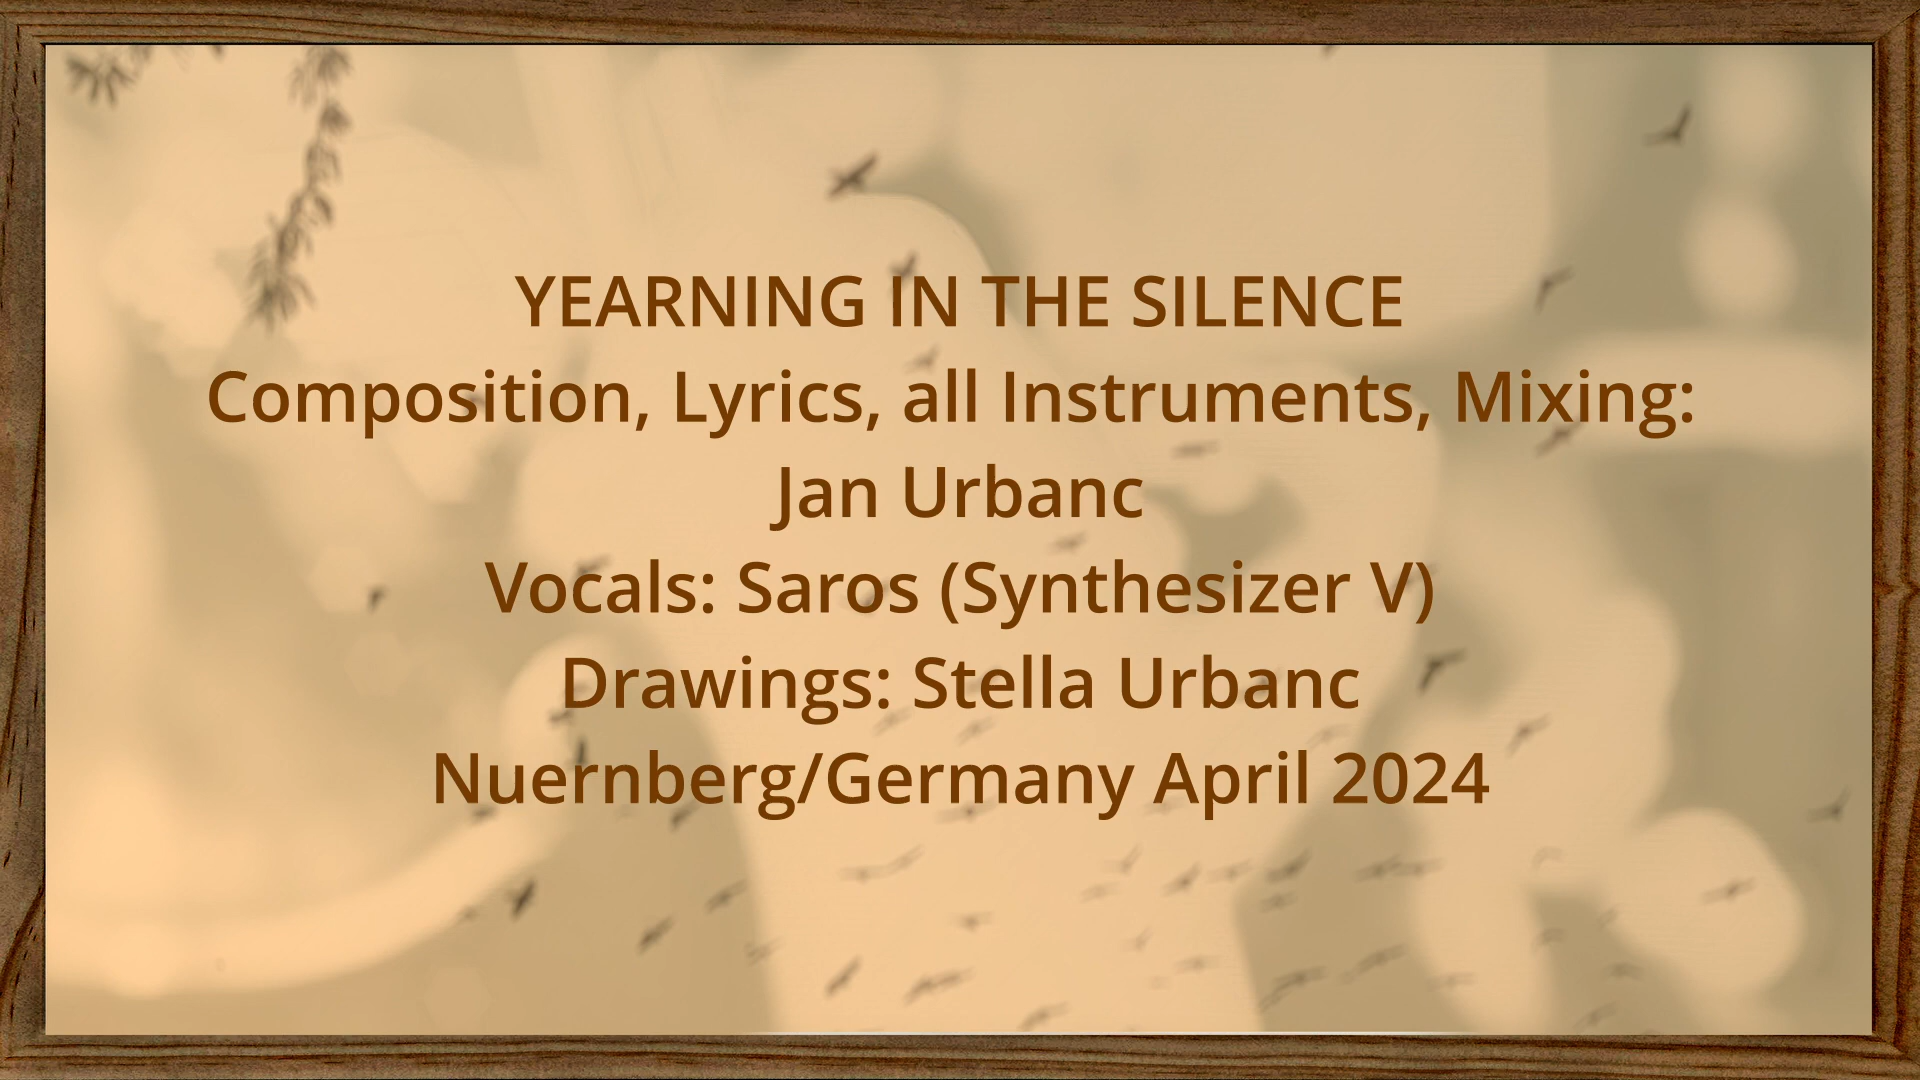 YEARNING IN THE SILENCE
Composition, Lyrics, all Instruments, Mixing:
Jan Urbanc
Vocals: Saros (Synthesizer V)
Drawings: Stella Urbanc
Nuernberg/Germany April 2024